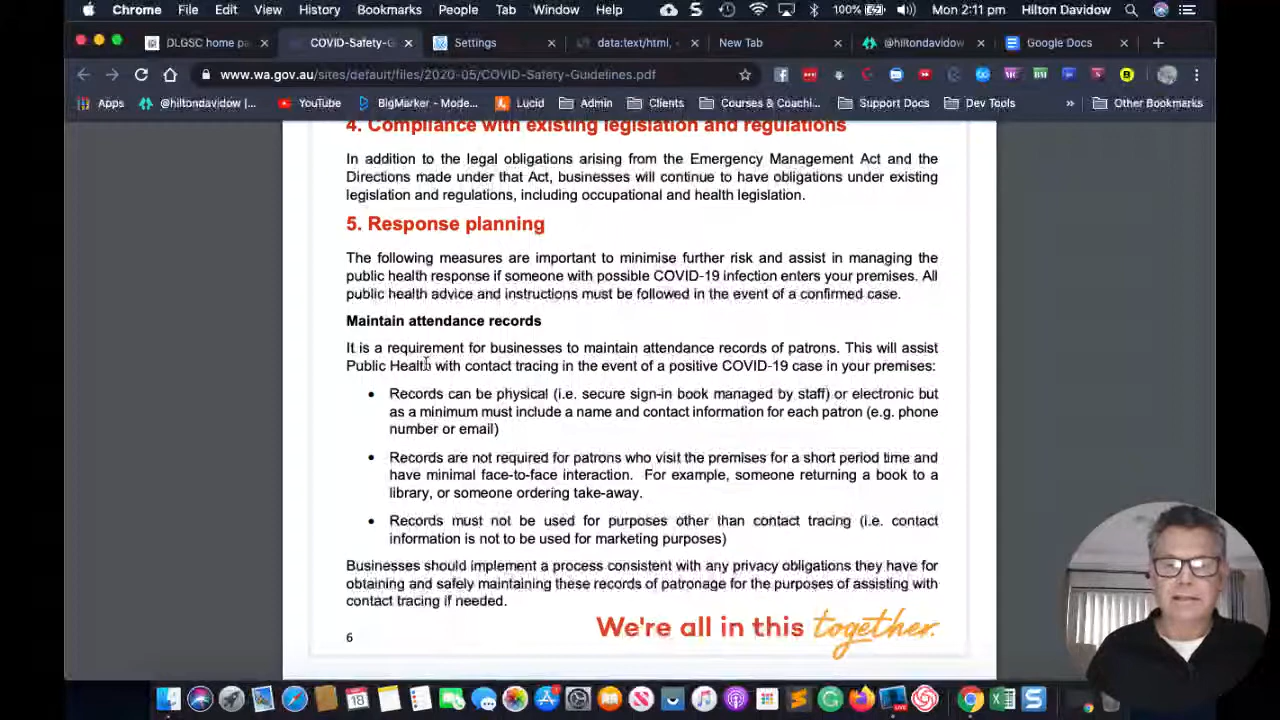 Chrome File Edit View History Bookmarks People Tab Window Help 100% Mon 2:11 pm Hilton Davidow
DLGSC home pa COVID-Safety-G Settings data:text/html, New Tab @hiltondavidow Google Docs
www.wa.gov.au/sites/default/files/2020-05/COVID-Safety-Guidelines.pdf
Apps @hiltondavidow |... YouTube BigMarker - Mode... Lucid Admin Clients Courses & Coachi... Support Docs Dev Tools » Other Bookmarks
4. Compliance with existing legislation and regulations
In addition to the legal obligations arising from the Emergency Management Act and the
Directions made under that Act, businesses will continue to have obligations under existing
legislation and regulations, including occupational and health legislation.
5. Response planning
The following measures are important to minimise further risk and assist in managing the
public health response if someone with possible COVID-19 infection enters your premises. All
public health advice and instructions must be followed in the event of a confirmed case.
Maintain attendance records
It is a requirement for businesses to maintain attendance records of patrons. This will assist
Public Health with contact tracing in the event of a positive COVID-19 case in your premises:
• Records can be physical (i.e. secure sign-in book managed by staff) or electronic but
as a minimum must include a name and contact information for each patron (e.g. phone
number or email)
• Records are not required for patrons who visit the premises for a short period time and
have minimal face-to-face interaction. For example, someone returning a book to a
library, or someone ordering take-away.
• Records must not be used for purposes other than contact tracing (i.e. contact
information is not to be used for marketing purposes)
Businesses should implement a process consistent with any privacy obligations they have for
obtaining and safely maintaining these records of patronage for the purposes of assisting with
contact tracing if needed.
We're all in this together.
6
18